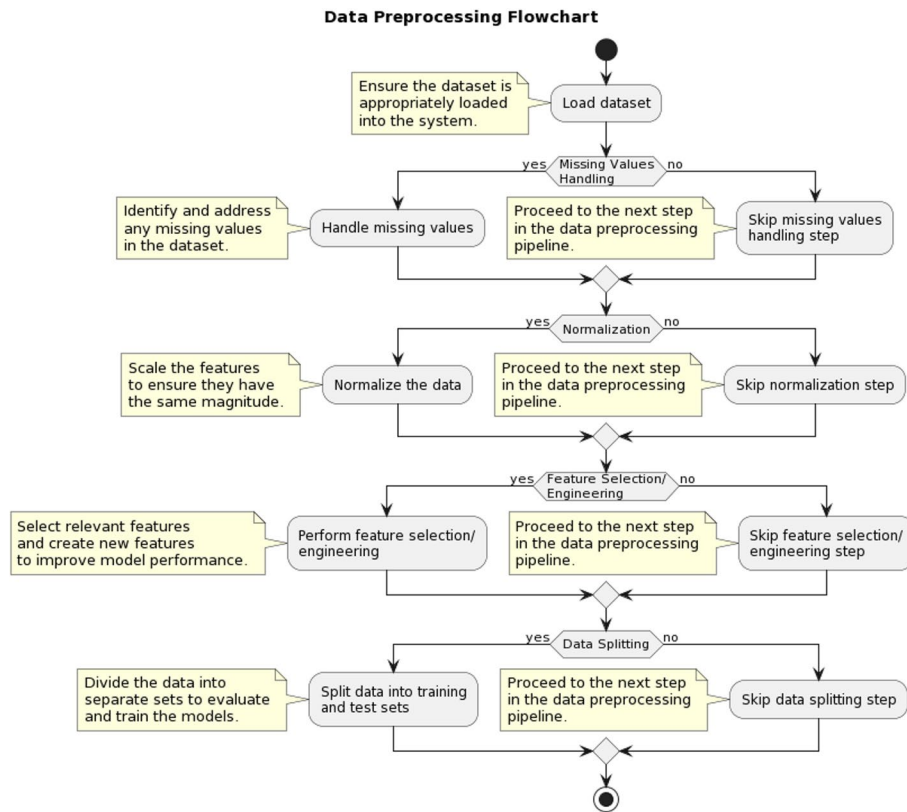 Data Preprocessing Flowchart
Ensure the dataset is
appropriately loaded
into the system.
Load dataset
yes
Missing Values
Handling
no
Identify and address
any missing values
in the dataset.
Handle missing values
Proceed to the next step
in the data preprocessing
pipeline.
Skip missing values
handling step
yes
Normalization
no
Scale the features
to ensure they have
the same magnitude.
Normalize the data
Proceed to the next step
in the data preprocessing
pipeline.
Skip normalization step
yes
Feature Selection/
Engineering
no
Select relevant features
and create new features
to improve model performance.
Perform feature selection/
engineering
Proceed to the next step
in the data preprocessing
pipeline.
Skip feature selection/
engineering step
yes
Data Splitting
no
Divide the data into
separate sets to evaluate
and train the models.
Split data into training
and test sets
Proceed to the next step
in the data preprocessing
pipeline.
Skip data splitting step